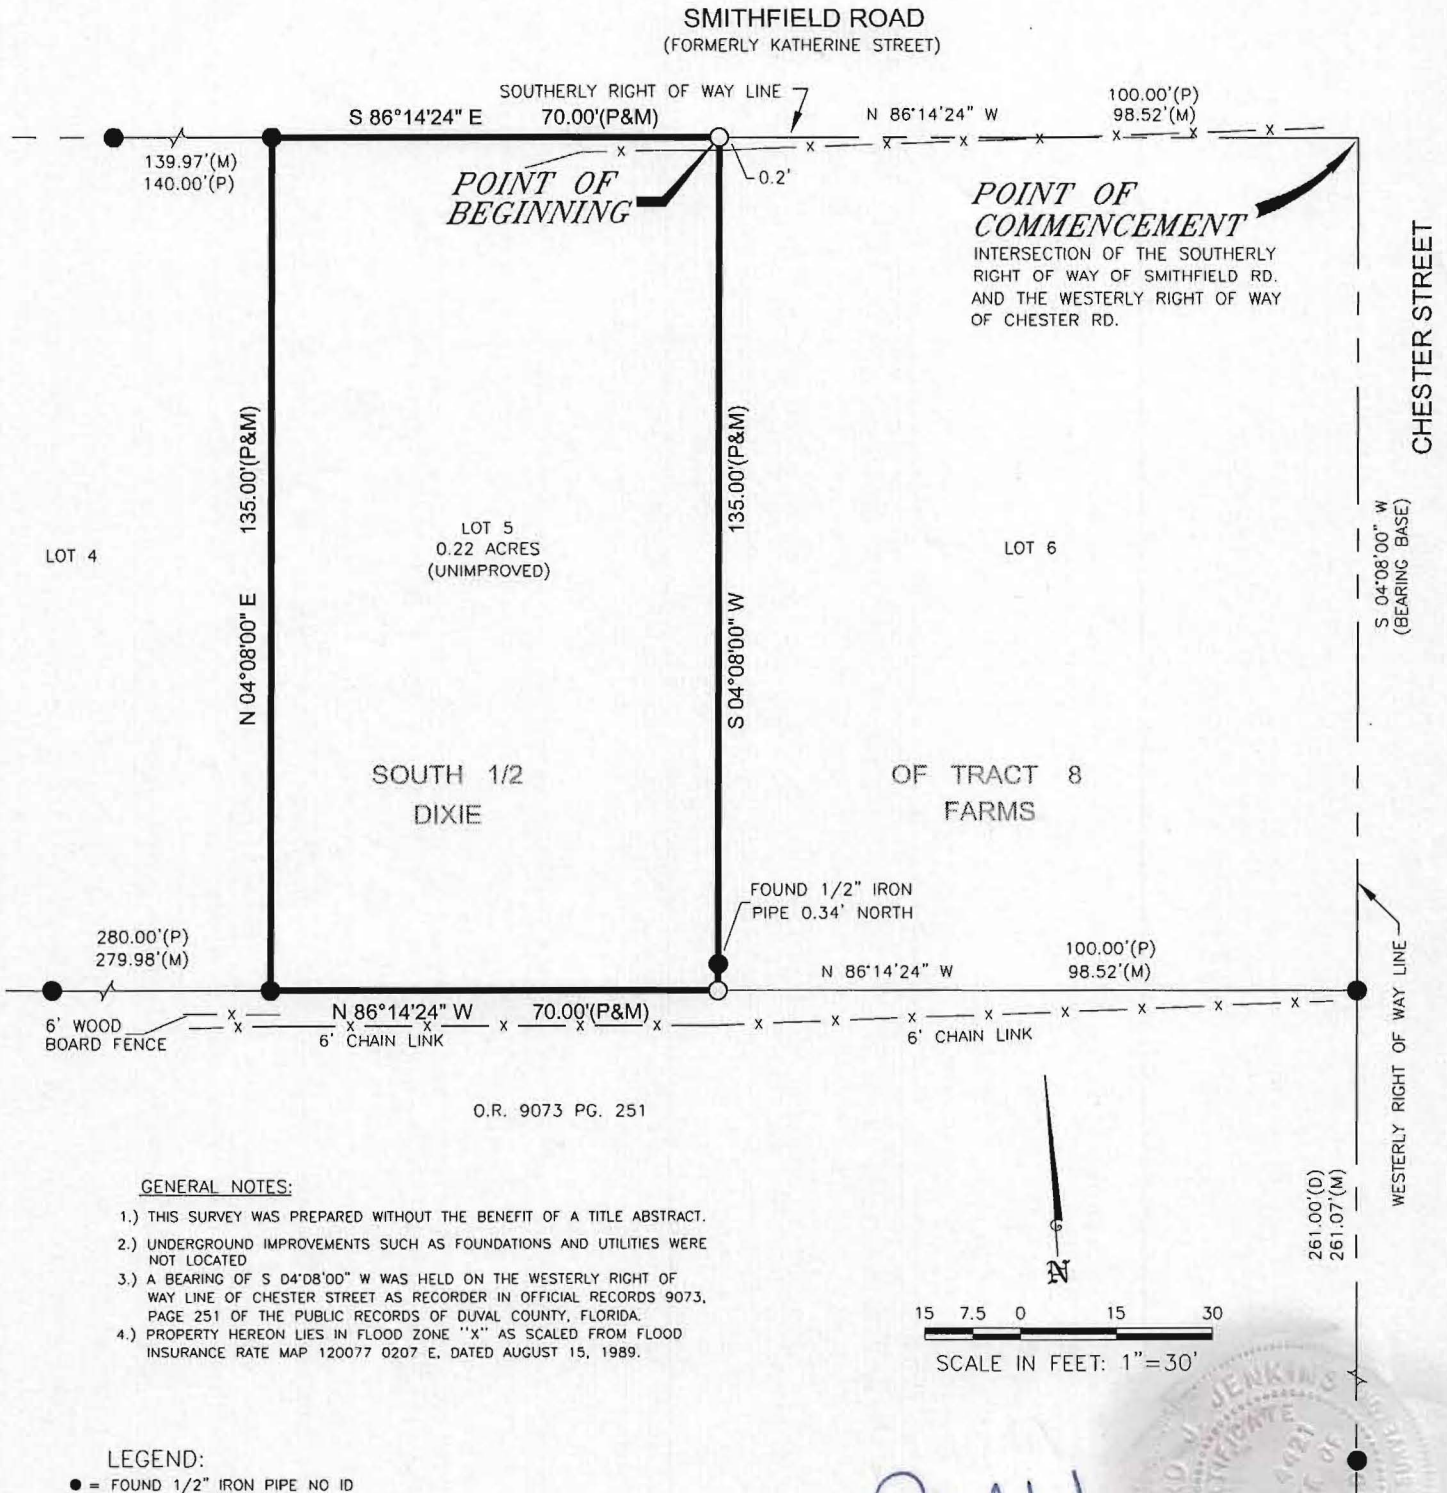 SMITHFIELD ROAD
(FORMERLY KATHERINE STREET)
SOUTHERLY RIGHT OF WAY LINE
S 86°14'24" E 70.00'(P&M)
N 86°14'24" W
100.00'(P)
98.52'(M)
139.97'(M)
140.00'(P)
x x x x x x x x
0.2'
POINT OF
BEGINNING
POINT OF
COMMENCEMENT
INTERSECTION OF THE SOUTHERLY
RIGHT OF WAY OF SMITHFIELD RD.
AND THE WESTERLY RIGHT OF WAY
OF CHESTER RD.
CHESTER STREET
N 04°08'00" E 135.00'(P&M)
S 04°08'00" W 135.00'(P&M)
S 04°08'00" W
(BEARING BASE)
LOT 4
LOT 5
0.22 ACRES
(UNIMPROVED)
LOT 6
SOUTH 1/2
DIXIE
OF TRACT 8
FARMS
FOUND 1/2" IRON
PIPE 0.34' NORTH
280.00'(P)
279.98'(M)
N 86°14'24" W
100.00'(P)
98.52'(M)
WESTERLY RIGHT OF WAY LINE
N 86°14'24" W 70.00'(P&M)
6' WOOD
BOARD FENCE
x
x x x x x x x x x x x x x x x
6' CHAIN LINK
6' CHAIN LINK
O.R. 9073 PG. 251
GENERAL NOTES:
1.) THIS SURVEY WAS PREPARED WITHOUT THE BENEFIT OF A TITLE ABSTRACT.
2.) UNDERGROUND IMPROVEMENTS SUCH AS FOUNDATIONS AND UTILITIES WERE
NOT LOCATED
3.) A BEARING OF S 04°08'00" W WAS HELD ON THE WESTERLY RIGHT OF
WAY LINE OF CHESTER STREET AS RECORDER IN OFFICIAL RECORDS 9073,
PAGE 251 OF THE PUBLIC RECORDS OF DUVAL COUNTY, FLORIDA.
4.) PROPERTY HEREON LIES IN FLOOD ZONE ''X'' AS SCALED FROM FLOOD
INSURANCE RATE MAP 120077 0207 E, DATED AUGUST 15, 1989.
N
261.00'(D)
261.07'(M)
15 7.5 0 15 30
SCALE IN FEET: 1"=30'
J. JENKINS
4421
OF
LEGEND:
● = FOUND 1/2" IRON PIPE NO ID